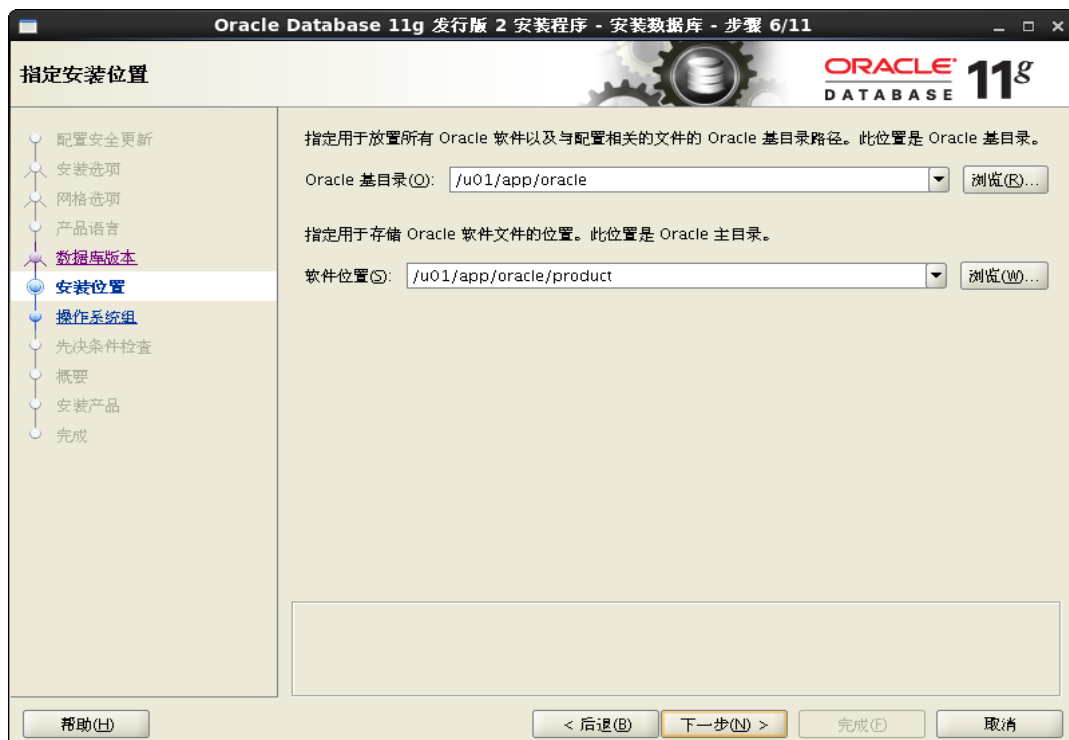 Oracle Database 11g 发行版 2 安装程序 - 安装数据库 - 步骤 6/11
指定安装位置
ORACLE 11g
DATABASE
配置安全更新
安装选项
网格选项
产品语言
数据库版本
安装位置
操作系统组
先决条件检查
概要
安装产品
完成
指定用于放置所有 Oracle 软件以及与配置相关的文件的 Oracle 基目录路径。此位置是 Oracle 基目录。
Oracle 基目录(O): /u01/app/oracle 浏览(R)...
指定用于存储 Oracle 软件文件的位置。此位置是 Oracle 主目录。
软件位置(S): /u01/app/oracle/product 浏览(W)...
帮助(H) < 后退(B) 下一步(N) > 完成(F) 取消